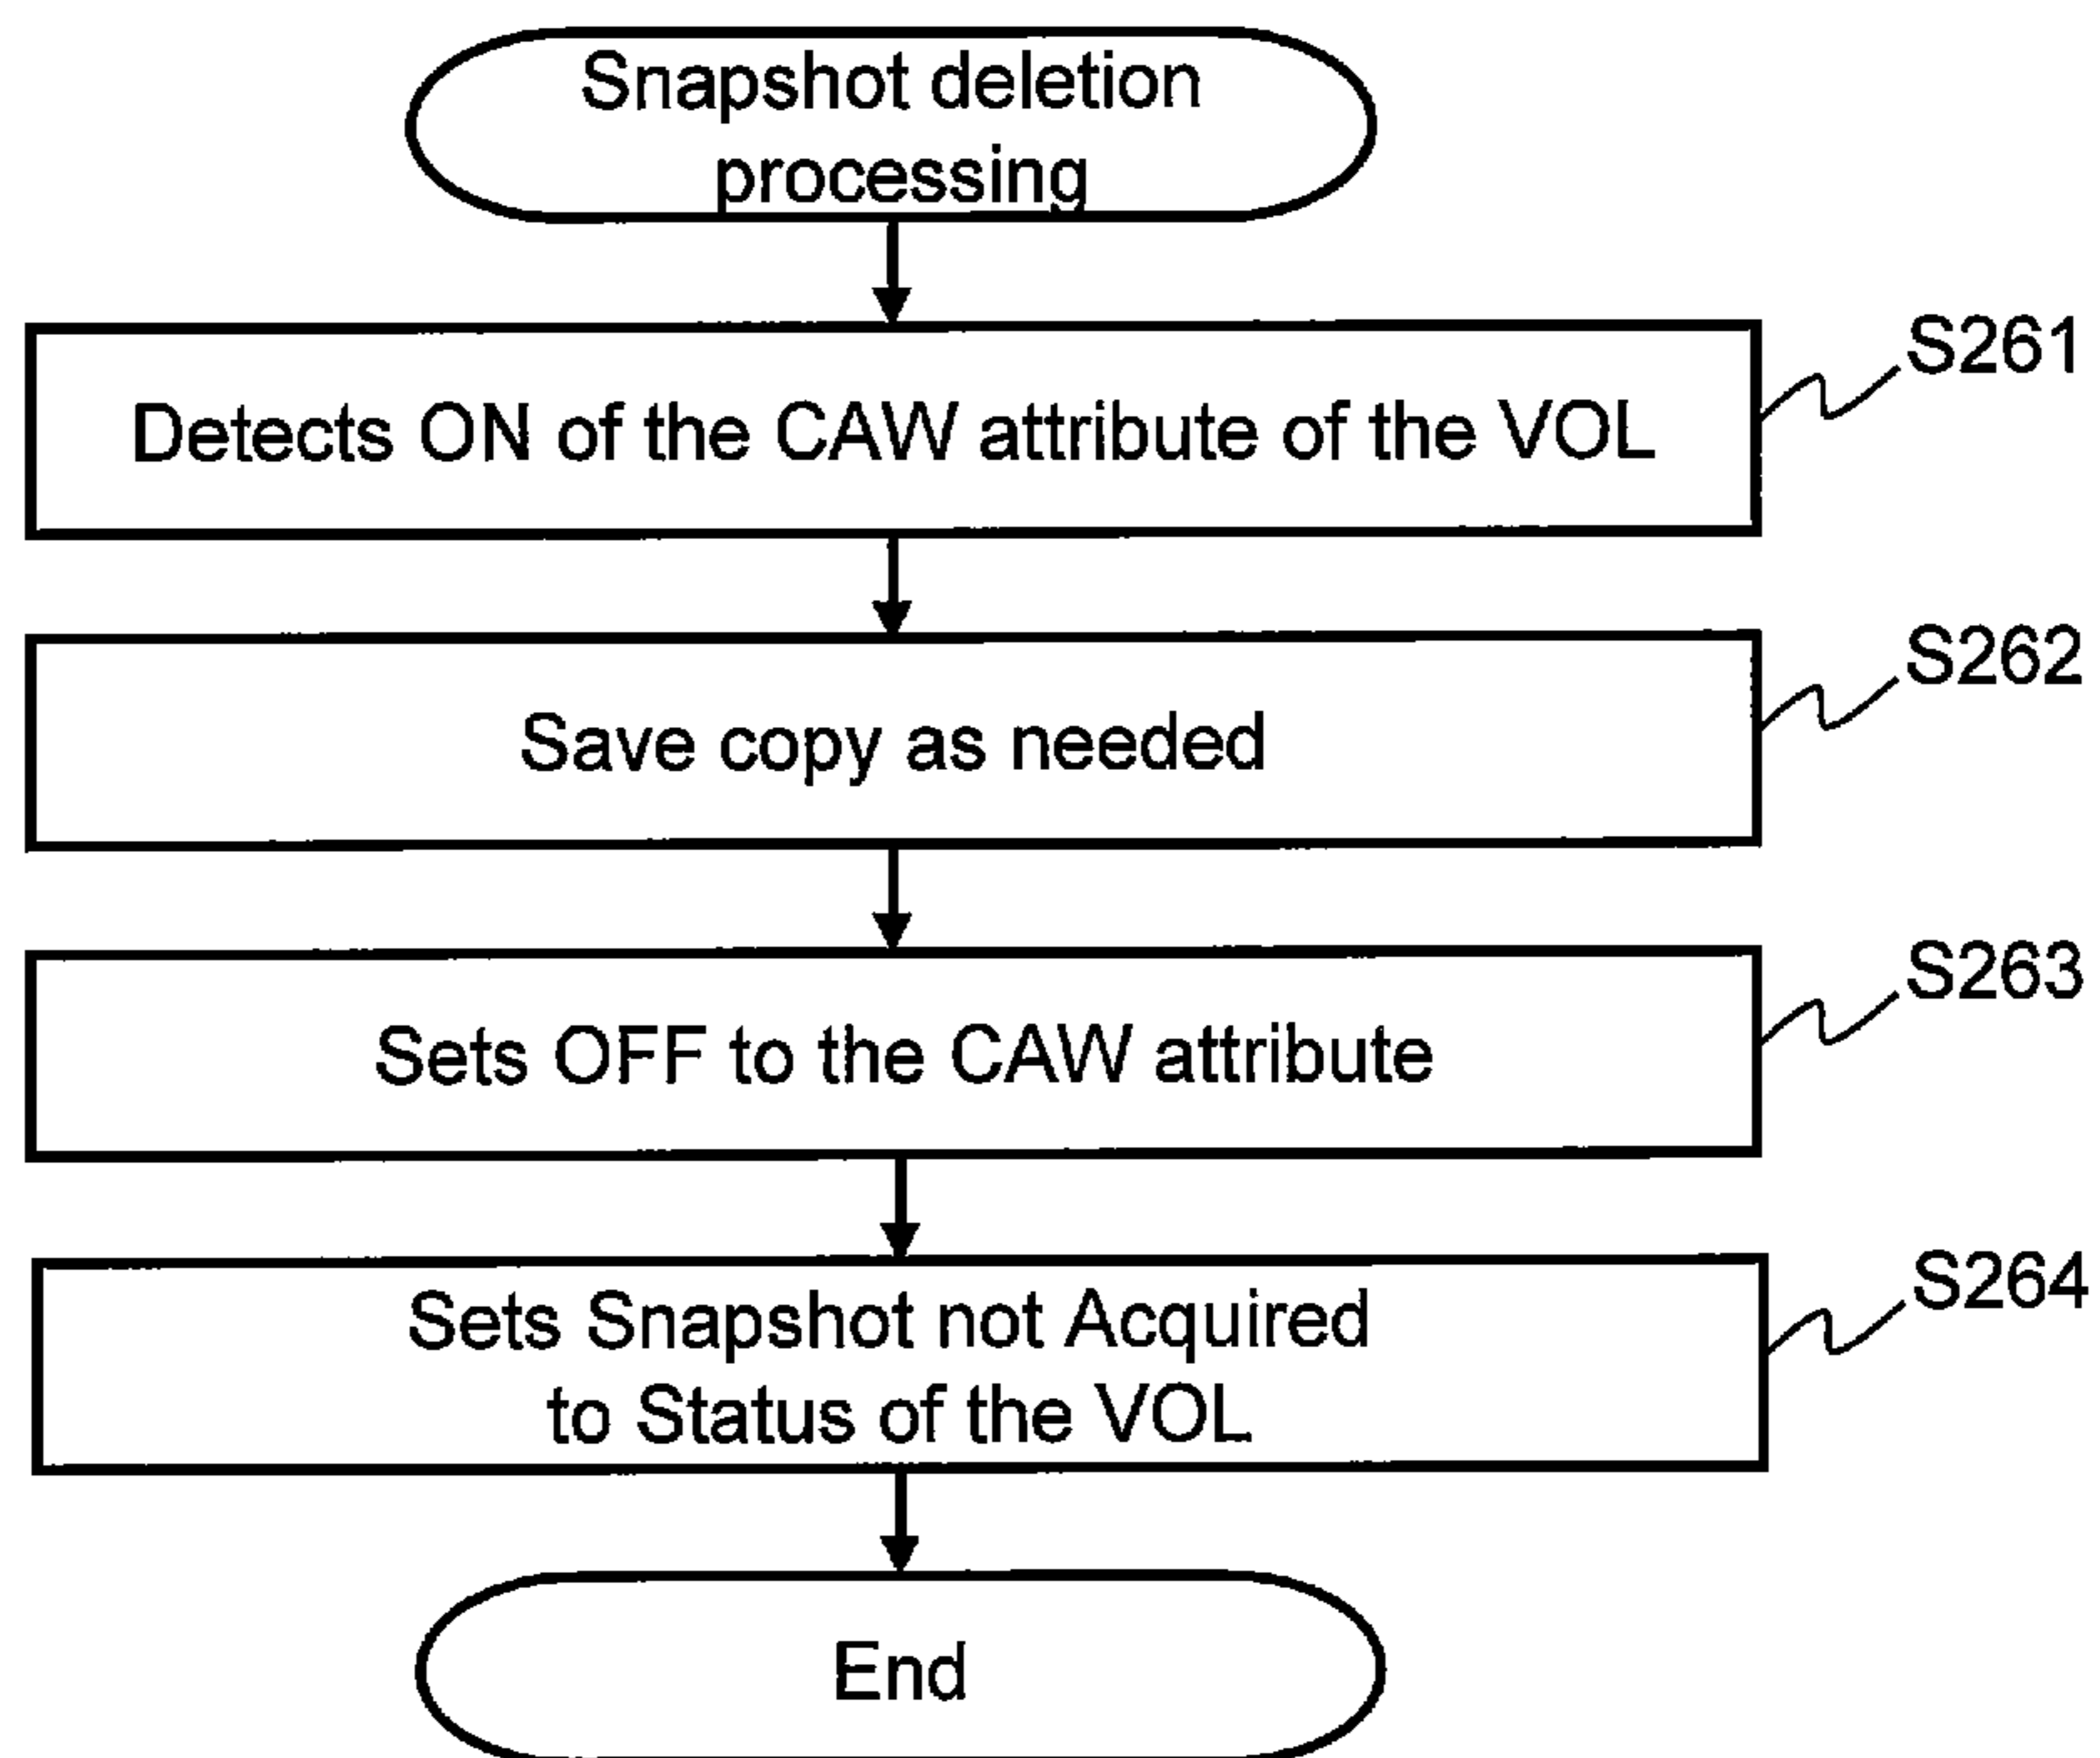 Snapshot deletion
processing
S261
Detects ON of the CAW attribute of the VOL
S262
Save copy as needed
S263
Sets OFF to the CAW attribute
S264
Sets Snapshot not Acquired
to Status of the VOL
End